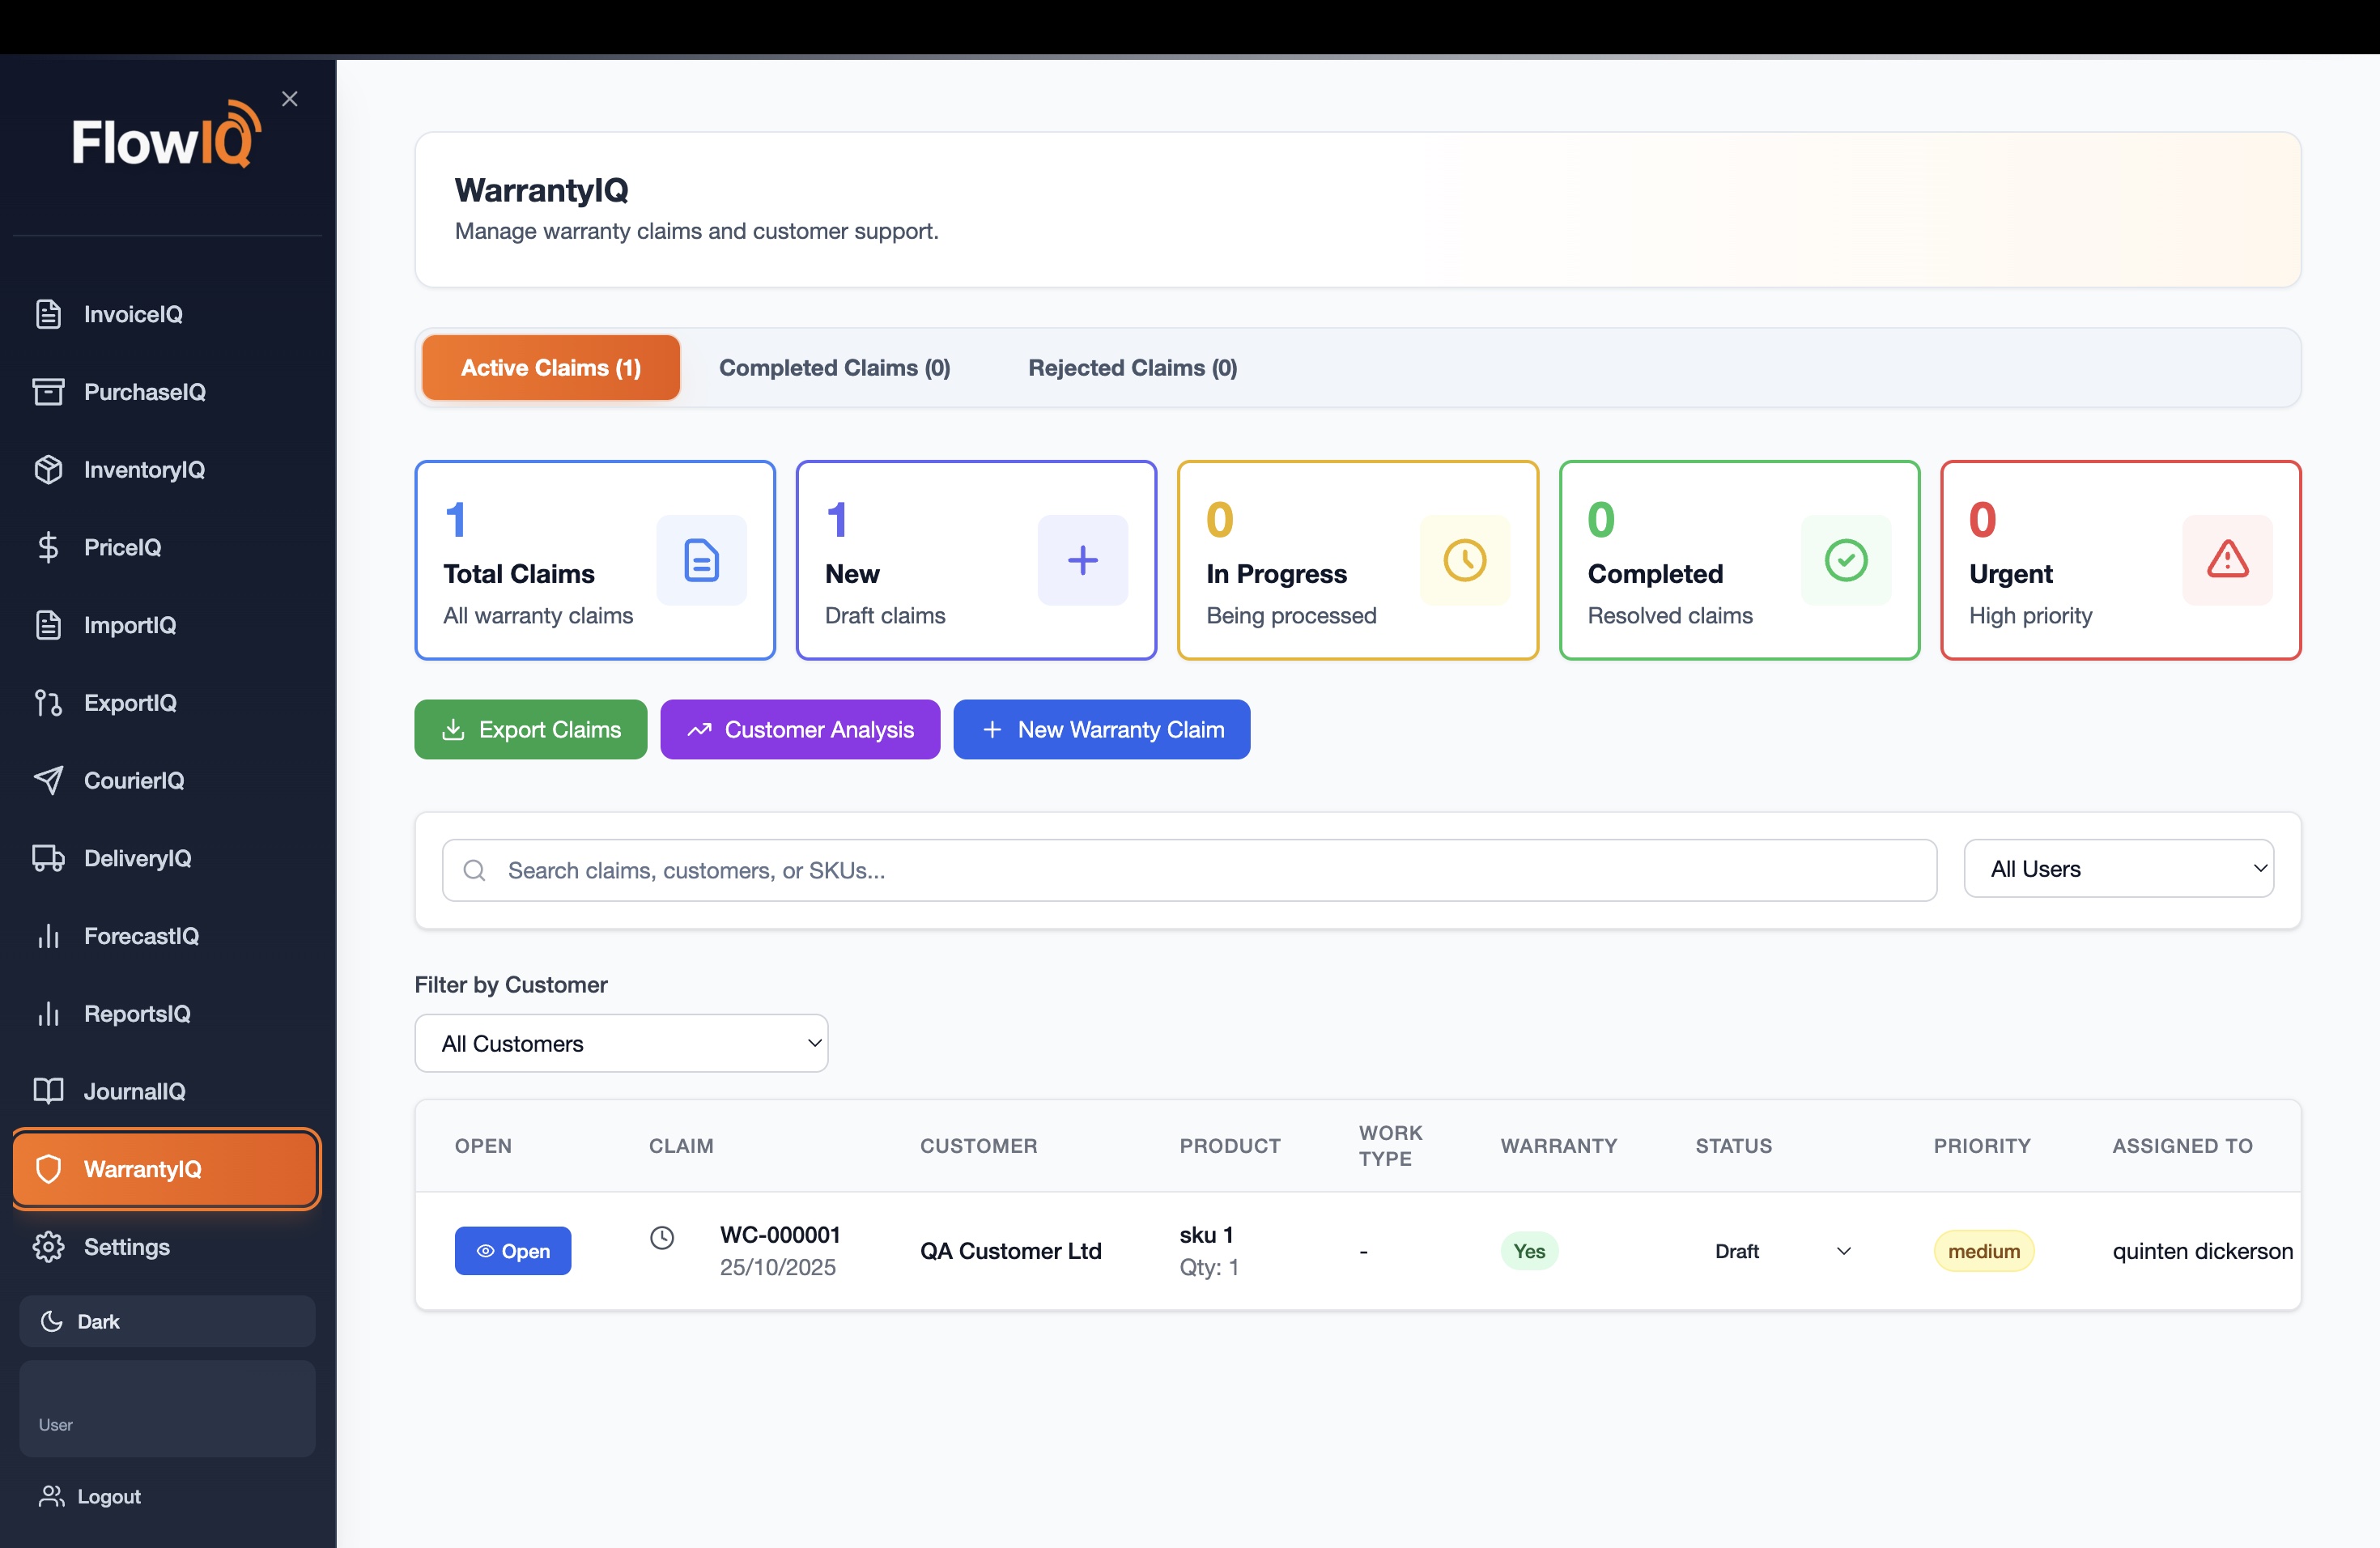 FlowIQ
InvoiceIQ
PurchaseIQ
InventoryIQ
PriceIQ
ImportIQ
ExportIQ
CourierIQ
DeliveryIQ
ForecastIQ
ReportsIQ
JournalIQ
WarrantyIQ
Settings
Dark
User
Logout
WarrantyIQ
Manage warranty claims and customer support.
Active Claims (1) Completed Claims (0) Rejected Claims (0)
1
Total Claims
All warranty claims
1
New
Draft claims
0
In Progress
Being processed
0
Completed
Resolved claims
0
Urgent
High priority
Export Claims Customer Analysis New Warranty Claim
Search claims, customers, or SKUs...
All Users
Filter by Customer
All Customers
OPEN CLAIM CUSTOMER PRODUCT WORK TYPE WARRANTY STATUS PRIORITY ASSIGNED TO
Open WC-000001 QA Customer Ltd sku 1 - Yes Draft medium quinten dickerson
25/10/2025 Qty: 1